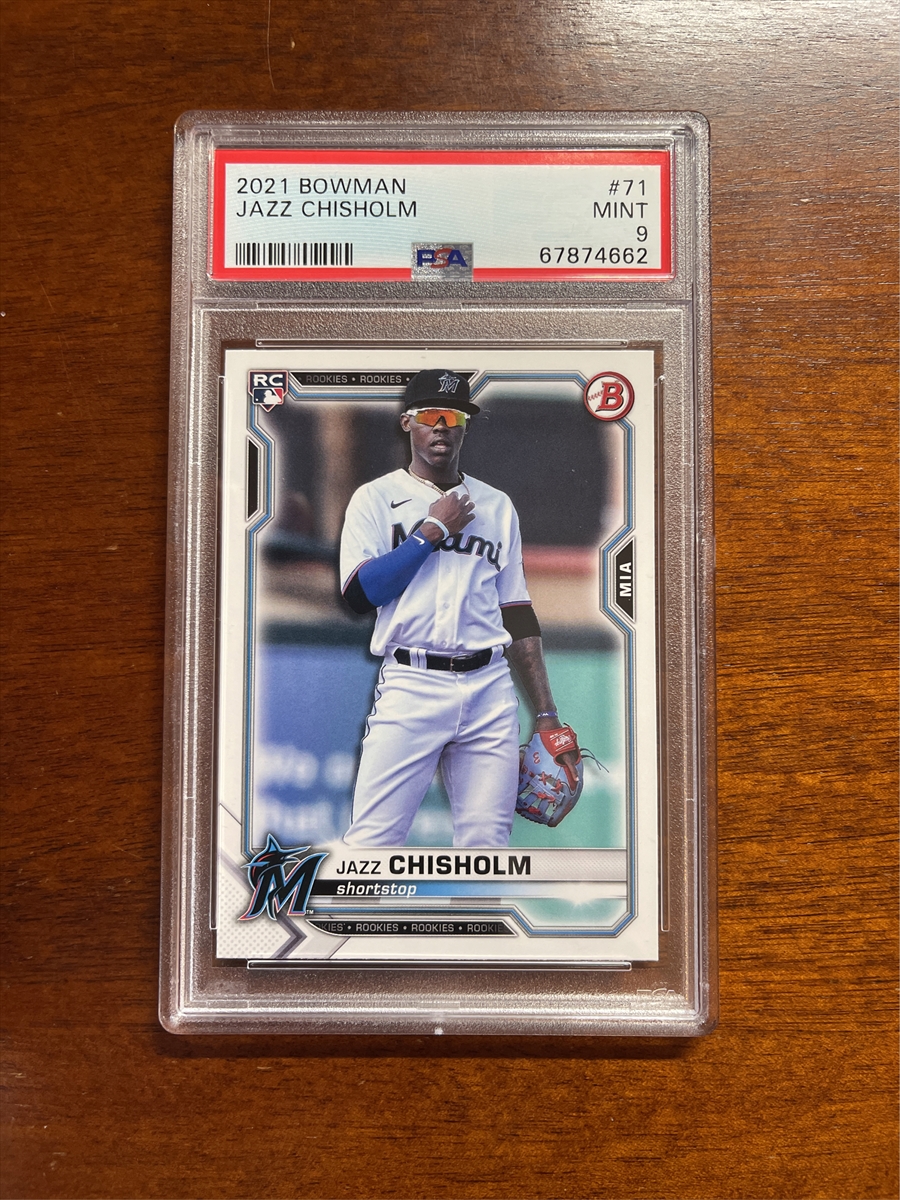 2021 BOWMAN #71
JAZZ CHISHOLM MINT
9
PSA 67874662
RC
ROOKIES • ROOKIES •
B
Miami
MIA
JAZZ CHISHOLM
shortstop
M
KIES • ROOKIES • ROOKIES • ROOKIE